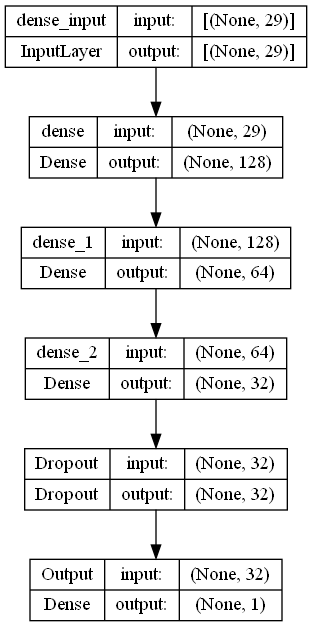 dense_input input: [(None, 29)]
InputLayer output: [(None, 29)]
dense input: (None, 29)
Dense output: (None, 128)
dense_1 input: (None, 128)
Dense output: (None, 64)
dense_2 input: (None, 64)
Dense output: (None, 32)
Dropout input: (None, 32)
Dropout output: (None, 32)
Output input: (None, 32)
Dense output: (None, 1)